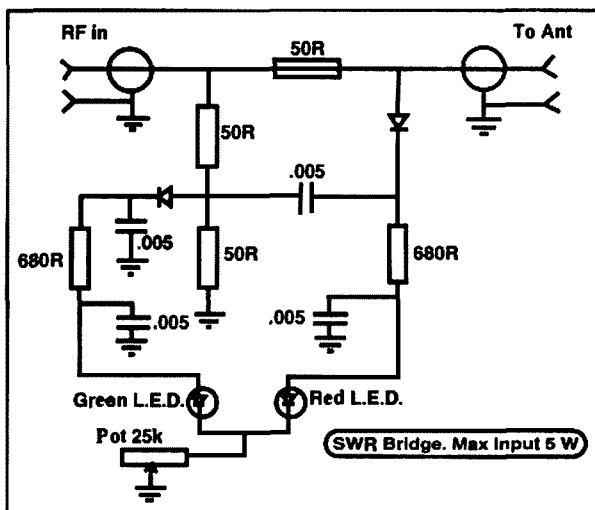 RF in
50R
To Ant
50R
.005
.005
680R
50R
680R
.005
.005
Green L.E.D.
Red L.E.D.
Pot 25k
SWR Bridge. Max Input 5 W